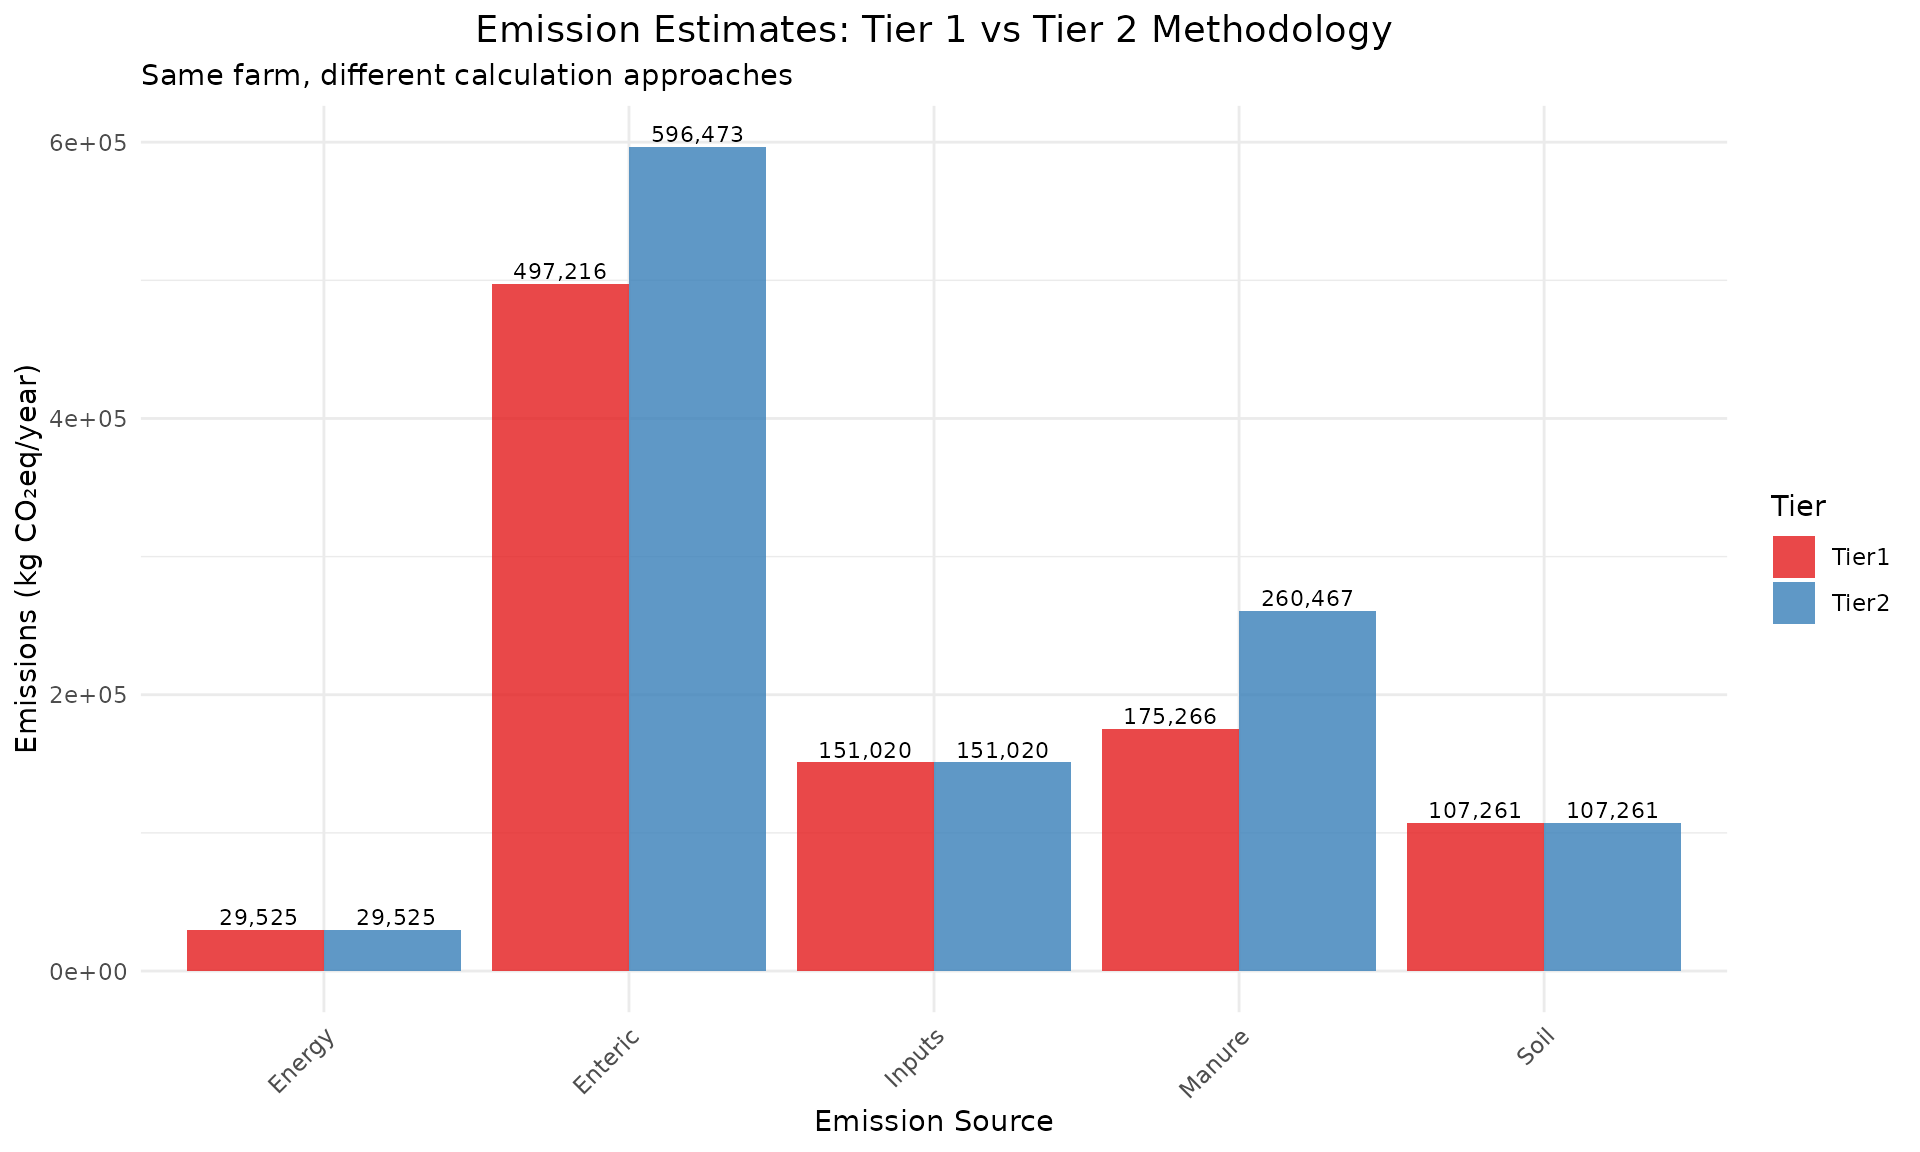 Emission Estimates: Tier 1 vs Tier 2 Methodology
Same farm, different calculation approaches
Emissions (kg CO₂eq/year)
6e+05
4e+05
2e+05
0e+00
29,525
29,525
497,216
596,473
151,020
151,020
175,266
260,467
107,261
107,261
Energy
Enteric
Inputs
Manure
Soil
Emission Source
Tier
Tier1
Tier2